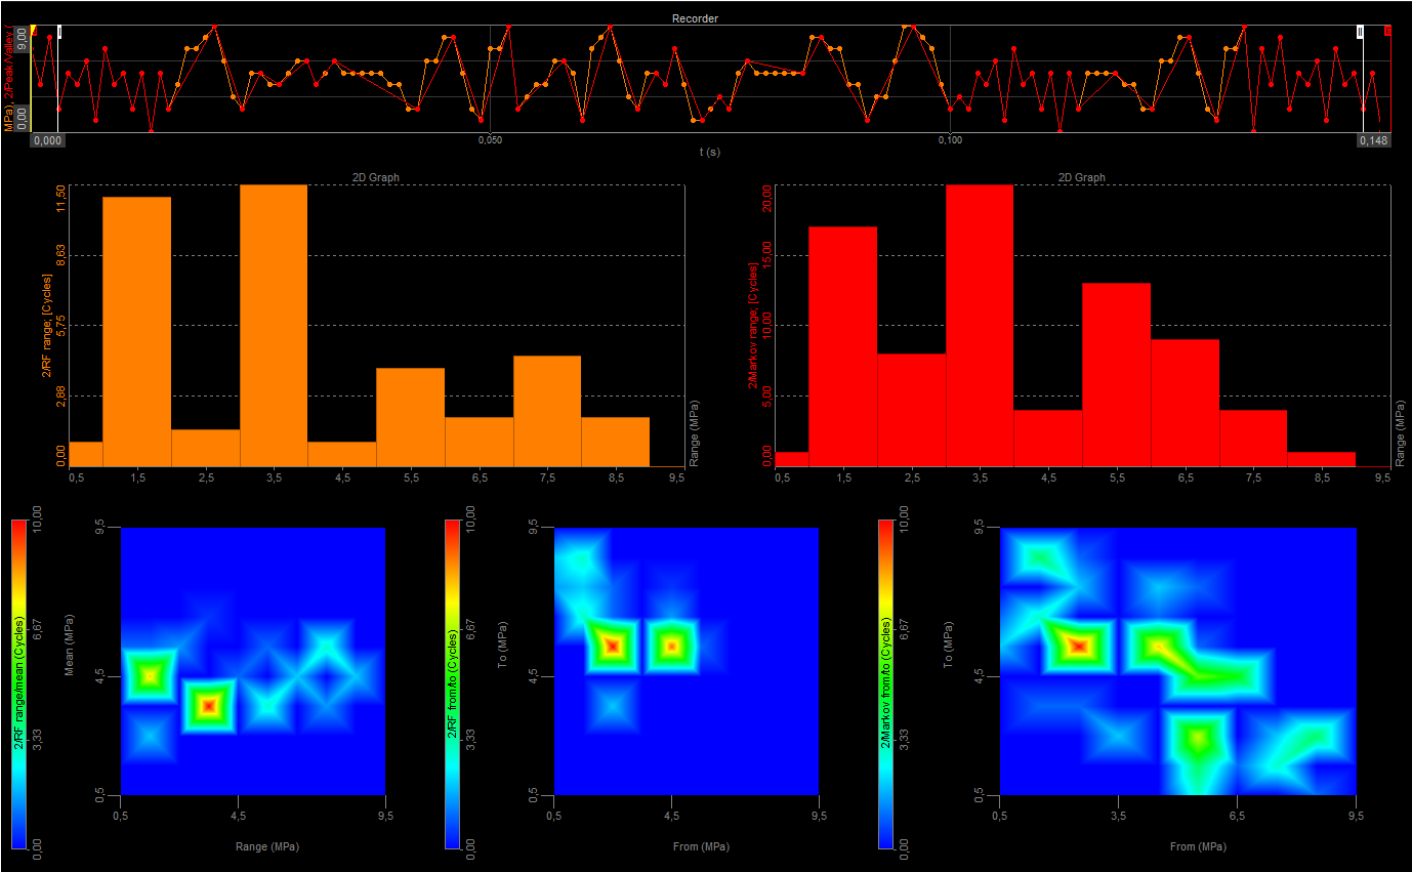 Recorder
MPa) , 2/Peak/Valley (
9,00
0,00
0,000
0,050
0,100
0,148
t (s)
2D Graph
2/RF range; [Cycles]
11,50
8,63
5,75
2,88
0,00
0,5 1,5 2,5 3,5 4,5 5,5 6,5 7,5 8,5 9,5
Range (MPa)
2D Graph
2/Markov range; [Cycles]
20,00
15,00
10,00
5,00
0,00
0,5 1,5 2,5 3,5 4,5 5,5 6,5 7,5 8,5 9,5
Range (MPa)
2/RF range/mean (Cycles)
10,00
6,67
3,33
0,00
Mean (MPa)
9,5
4,5
0,5
0,5 4,5 9,5
Range (MPa)
2/RF from/to (Cycles)
10,00
6,67
3,33
0,00
To (MPa)
9,5
4,5
0,5
0,5 4,5 9,5
From (MPa)
2/Markov from/to (Cycles)
10,00
6,67
3,33
0,00
To (MPa)
9,5
4,5
0,5
0,5 3,5 6,5 9,5
From (MPa)